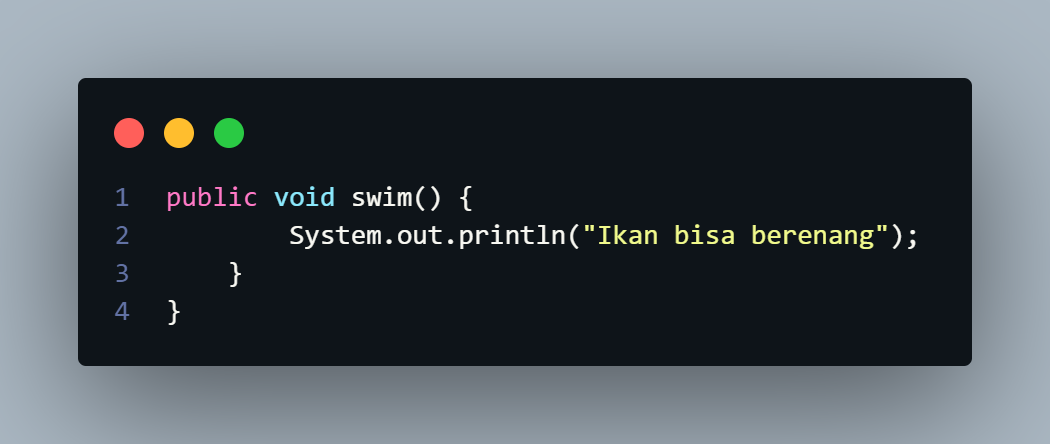 1 public void swim() {
2         System.out.println("Ikan bisa berenang");
3     }
4 }